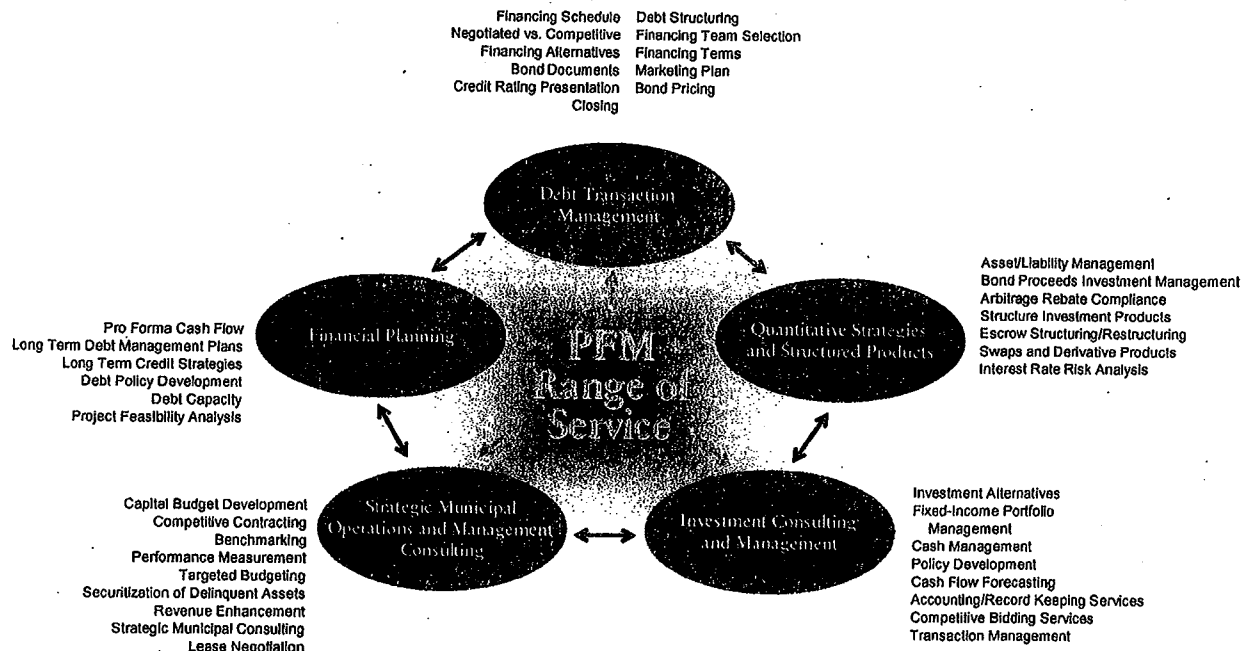 Financing Schedule Debt Structuring
Negotiated vs. Competitive Financing Team Selection
Financing Alternatives Financing Terms
Bond Documents Marketing Plan
Credit Rating Presentation Bond Pricing
Closing
Debt Transaction
Management
Financial Planning
Pro Forma Cash Flow
Long Term Debt Management Plans
Long Term Credit Strategies
Debt Policy Development
Debt Capacity
Project Feasibility Analysis
PFM
Range of
Service
Quantitative Strategies
and Structured Products
Asset/Liability Management
Bond Proceeds Investment Management
Arbitrage Rebate Compliance
Structure Investment Products
Escrow Structuring/Restructuring
Swaps and Derivative Products
Interest Rate Risk Analysis
Capital Budget Development
Competitive Contracting
Benchmarking
Performance Measurement
Targeted Budgeting
Securitization of Delinquent Assets
Revenue Enhancement
Strategic Municipal Consulting
Lease Negotiation
Strategic Municipal
Operations and Management
Consulting
Investment Consulting
and Management
Investment Alternatives
Fixed-Income Portfolio
Management
Cash Management
Policy Development
Cash Flow Forecasting
Accounting/Record Keeping Services
Competitive Bidding Services
Transaction Management